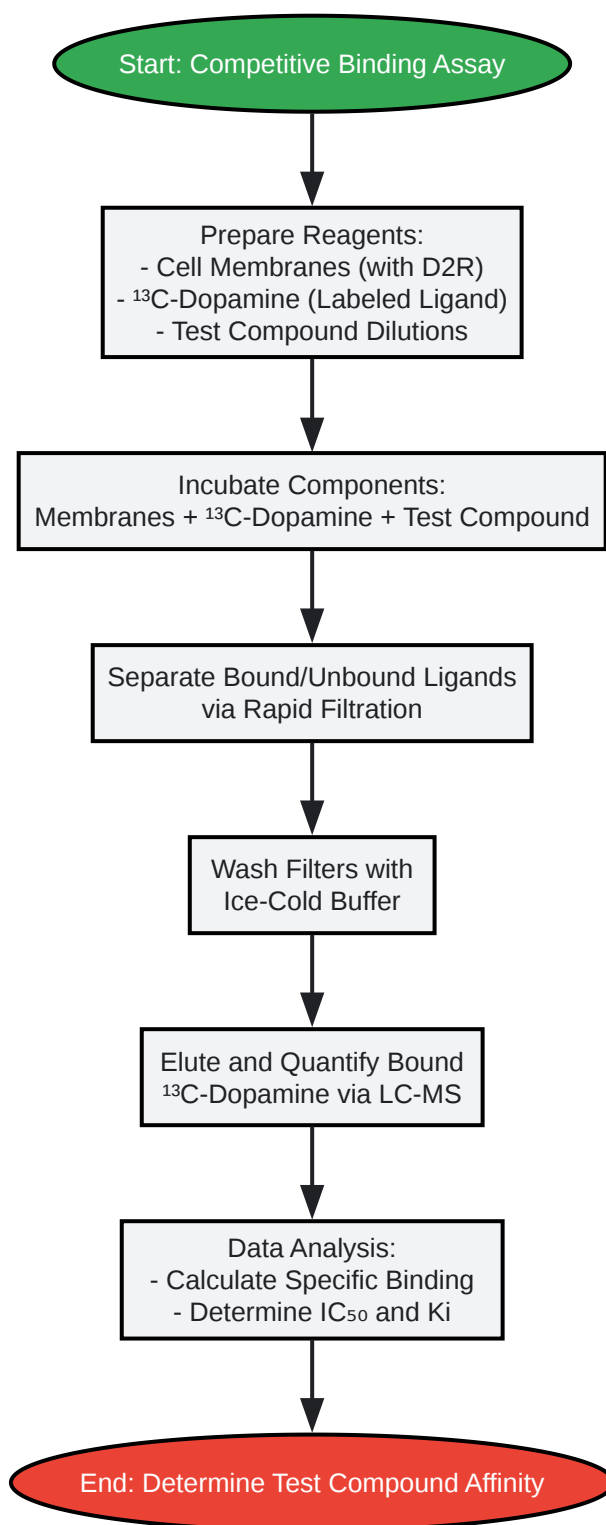 Start: Competitive Binding Assay
Prepare Reagents:
- Cell Membranes (with D2R)
- ¹³C-Dopamine (Labeled Ligand)
- Test Compound Dilutions
Incubate Components:
Membranes + ¹³C-Dopamine + Test Compound
Separate Bound/Unbound Ligands
via Rapid Filtration
Wash Filters with
Ice-Cold Buffer
Elute and Quantify Bound
¹³C-Dopamine via LC-MS
Data Analysis:
- Calculate Specific Binding
- Determine IC₅₀ and Ki
End: Determine Test Compound Affinity